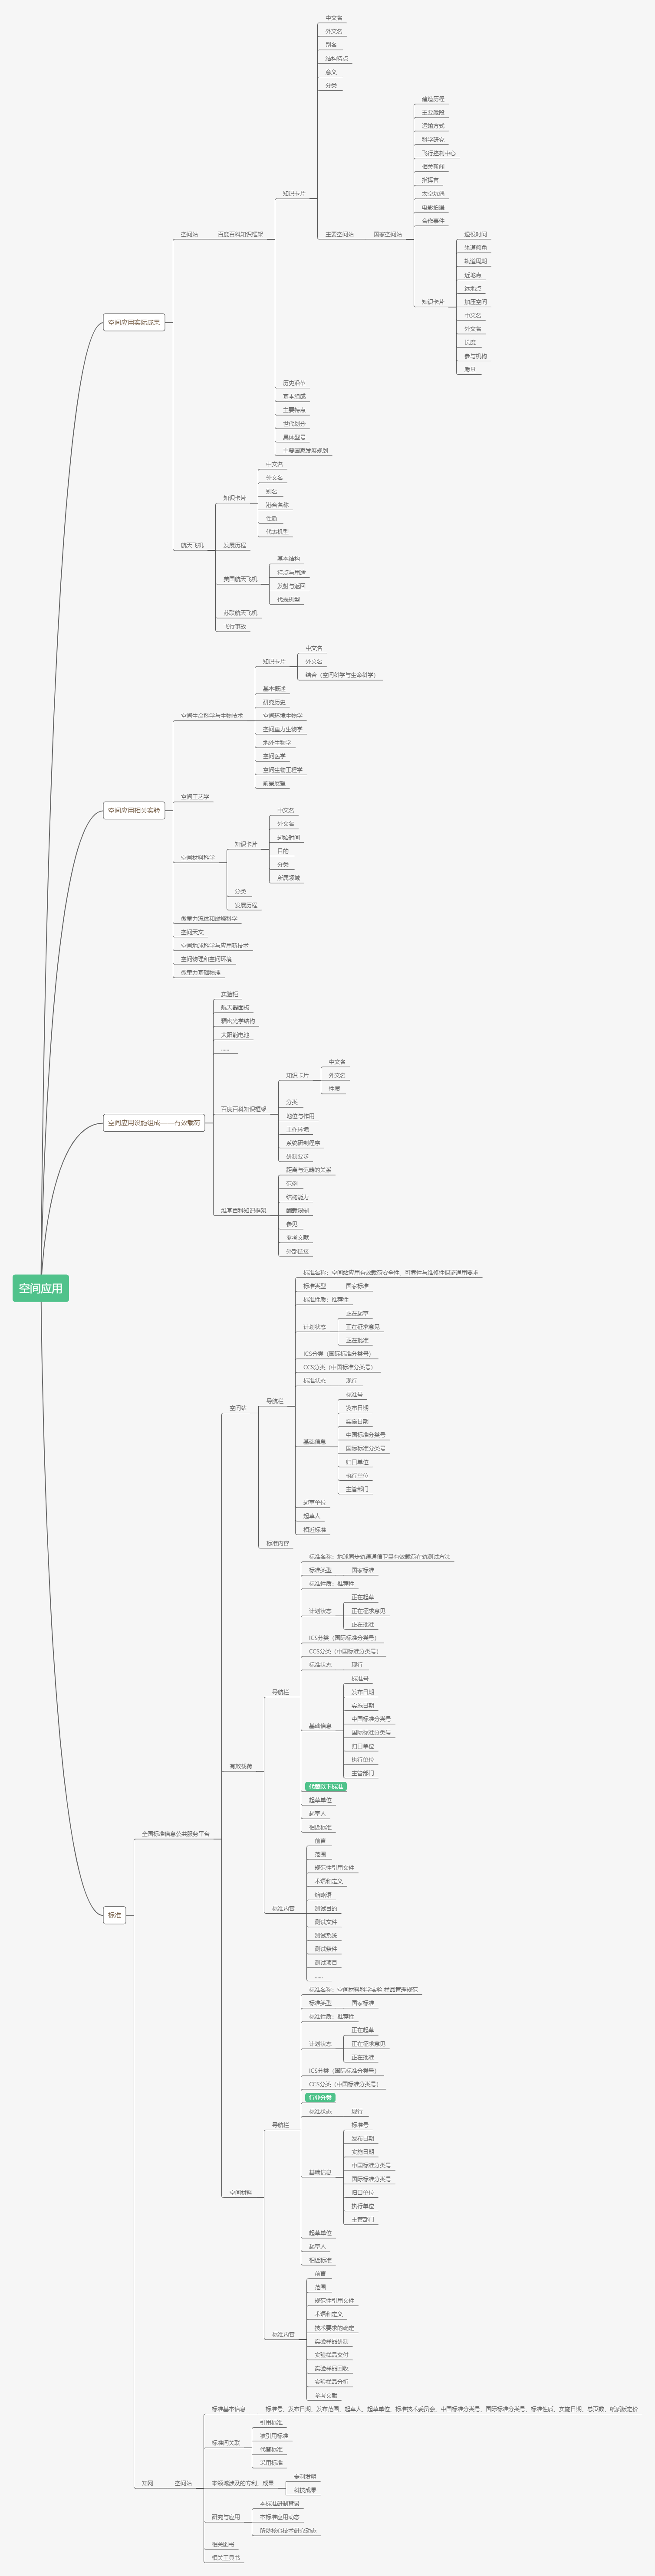 中文名
外文名
别名
结构特点
意义
分类
建造历程
主要舱段
运输方式
科学研究
飞行控制中心
相关新闻
指挥官
太空玩偶
电影拍摄
合作事件
知识卡片
空间站
百度百科知识框架
主要空间站
国家空间站
退役时间
轨道倾角
轨道周期
近地点
远地点
知识卡片
加压空间
中文名
外文名
长度
参与机构
质量
空间应用实际成果
历史沿革
基本组成
主要特点
世代划分
具体型号
主要国家发展规划
中文名
外文名
别名
知识卡片
港台名称
性质
代表机型
航天飞机
发展历程
基本结构
特点与用途
美国航天飞机
发射与返回
代表机型
苏联航天飞机
飞行事故
中文名
知识卡片
外文名
结合（空间科学与生命科学）
基本概述
研究历史
空间生命科学与生物技术
空间环境生物学
空间重力生物学
地外生物学
空间医学
空间生物工程学
前景展望
空间工艺学
空间应用相关实验
中文名
外文名
起始时间
知识卡片
目的
空间材料科学
分类
所属领域
分类
发展历程
微重力流体和燃烧科学
空间天文
空间地球科学与应用新技术
空间物理和空间环境
微重力基础物理
实验柜
航天器面板
精密光学结构
太阳能电池
......
中文名
知识卡片
外文名
性质
分类
百度百科知识框架
地位与作用
空间应用设施组成——有效载荷
工作环境
系统研制程序
研制要求
距离与范畴的关系
范例
结构能力
维基百科知识框架
酬载限制
参见
参考文献
外部链接
空间应用
标准名称：空间站应用有效载荷安全性、可靠性与维修性保证通用要求
标准类型
国家标准
标准性质：推荐性
正在起草
计划状态
正在征求意见
正在批准
ICS分类（国际标准分类号）
CCS分类（中国标准分类号）
标准状态
现行
空间站
导航栏
标准号
发布日期
实施日期
中国标准分类号
基础信息
国际标准分类号
归口单位
执行单位
主管部门
起草单位
起草人
相近标准
标准内容
标准名称：地球同步轨道通信卫星有效载荷在轨测试方法
标准类型
国家标准
标准性质：推荐性
正在起草
计划状态
正在征求意见
正在批准
ICS分类（国际标准分类号）
CCS分类（中国标准分类号）
标准状态
现行
标准号
导航栏
发布日期
实施日期
中国标准分类号
基础信息
国际标准分类号
归口单位
执行单位
主管部门
有效载荷
代替以下标准
起草单位
起草人
相近标准
全国标准信息公共服务平台
前言
范围
规范性引用文件
术语和定义
缩略语
标准内容
测试目的
测试文件
测试系统
测试条件
测试项目
......
标准
标准名称：空间材料科学实验 样品管理规范
标准类型
国家标准
标准性质：推荐性
正在起草
计划状态
正在征求意见
正在批准
ICS分类（国际标准分类号）
CCS分类（中国标准分类号）
行业分类
标准状态
现行
导航栏
标准号
发布日期
实施日期
中国标准分类号
基础信息
国际标准分类号
空间材料
归口单位
执行单位
主管部门
起草单位
起草人
相近标准
前言
范围
规范性引用文件
术语和定义
技术要求的确定
标准内容
实验样品研制
实验样品交付
实验样品回收
实验样品分析
参考文献
标准基本信息
标准号、发布日期、发布范围、起草人、起草单位、标准技术委员会、中国标准分类号、国际标准分类号、标准性质、实施日期、总页数、纸质版定价
引用标准
标准间关联
被引用标准
代替标准
采用标准
知网
空间站
本领域涉及的专利、成果
专利发明
科技成果
本标准研制背景
研究与应用
本标准应用动态
所涉核心技术研究动态
相关图书
相关工具书